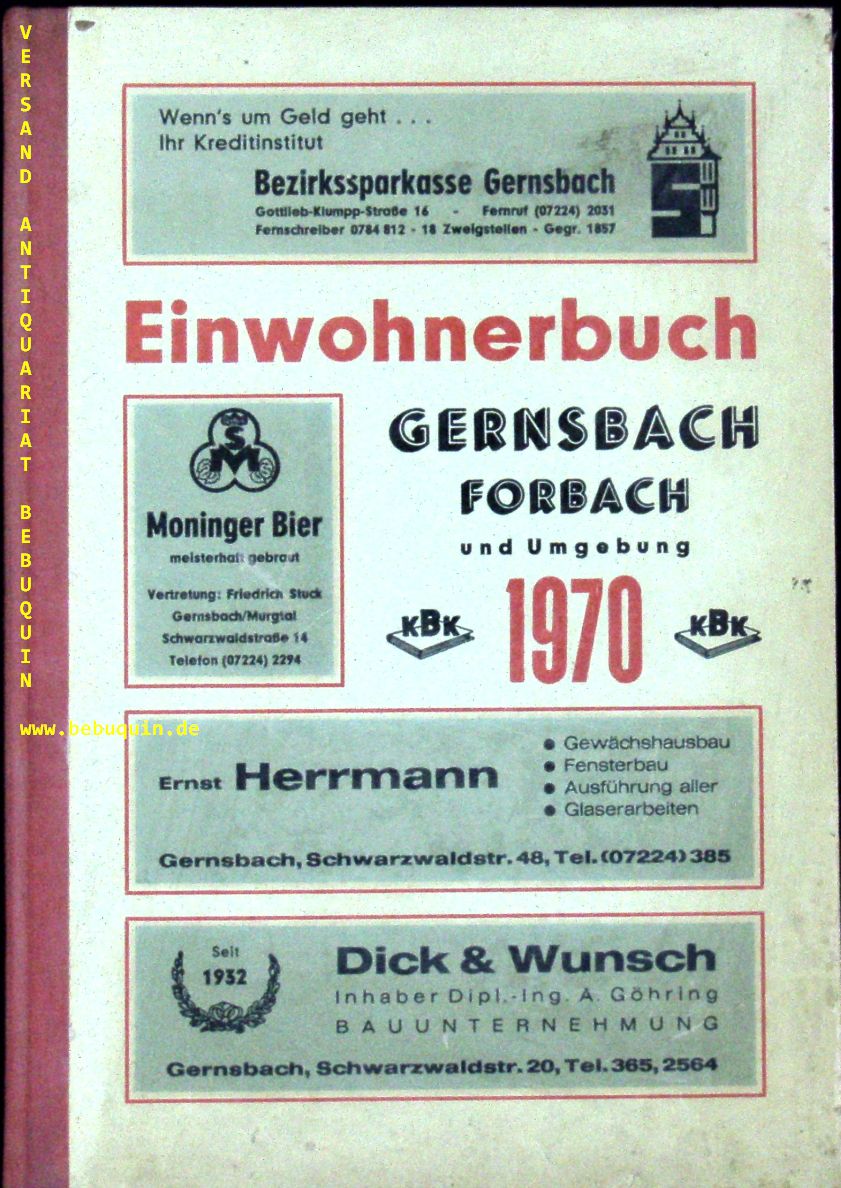 VERSAND ANTIQUARIAT BEBUQUIN
www.bebuquin.de
Wenn's um Geld geht . . .
Ihr Kreditinstitut
Bezirkssparkasse Gernsbach
Gottlieb-Klumpp-Straße 16 - Fernruf (07224) 2031
Fernschreiber 0784 812 - 18 Zweigstellen - Gegr. 1857
S
Einwohnerbuch
GERNSBACH
FORBACH
und Umgebung
1970
KBK
KBK
S
M
Moninger Bier
meisterhaft gebraut
Vertretung: Friedrich Stuck
Gernsbach/Murgtal
Schwarzwaldstraße 14
Telefon (07224) 2294
Ernst Herrmann
● Gewächshausbau
● Fensterbau
● Ausführung aller
● Glaserarbeiten
Gernsbach, Schwarzwaldstr. 48, Tel. (07224) 385
Seit
1932
Dick & Wunsch
Inhaber Dipl.-Ing. A. Göhring
BAUUNTERNEHMUNG
Gernsbach, Schwarzwaldstr. 20, Tel. 365, 2564